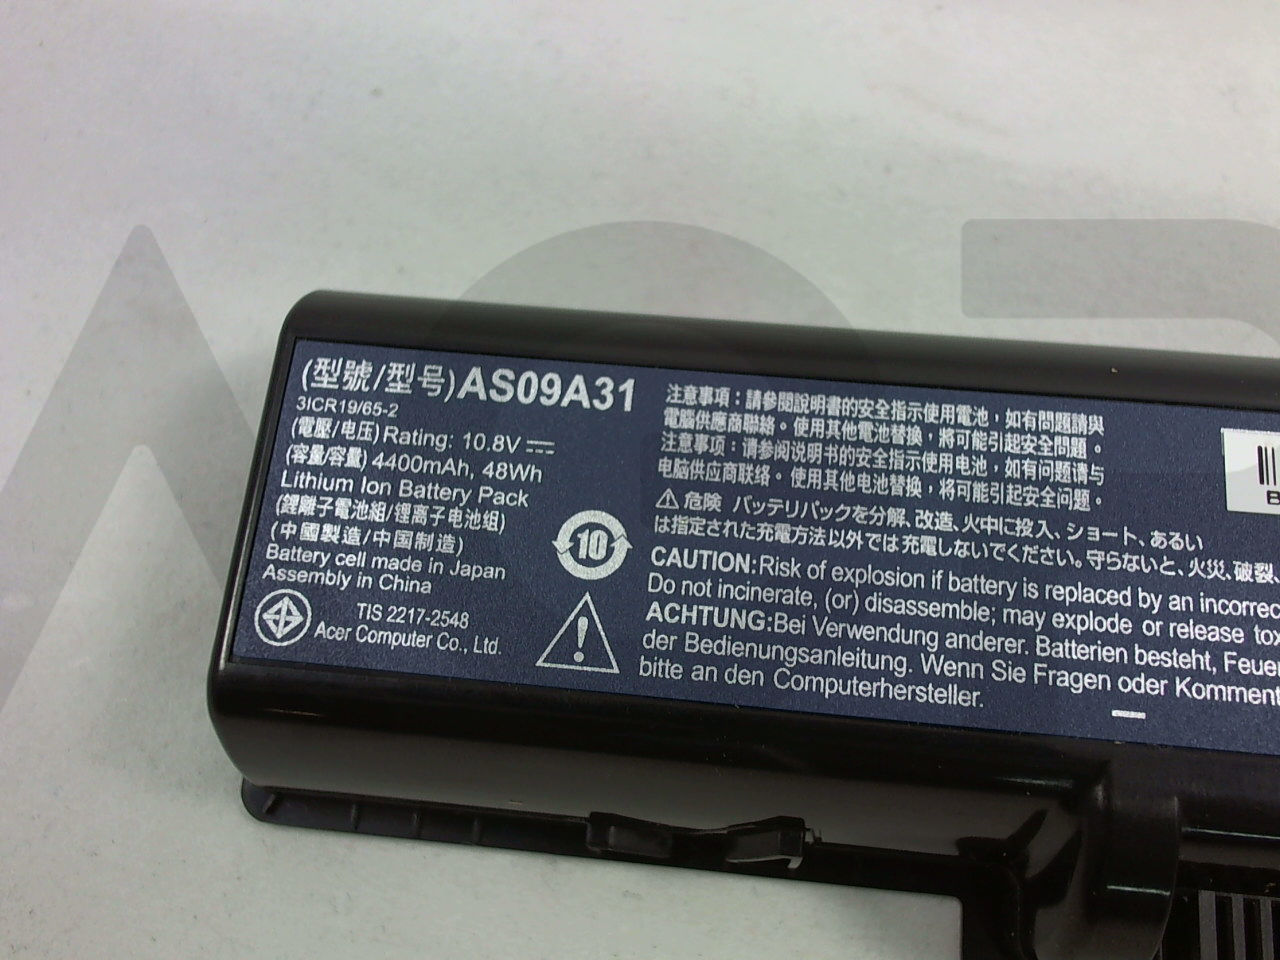 (型號/型号)AS09A31
3ICR19/65-2
(電壓/电压)Rating: 10.8V
(容量/容量) 4400mAh, 48Wh
Lithium Ion Battery Pack
(鋰離子電池組/锂离子电池组)
(中國製造/中国制造)
Battery cell made in Japan
Assembly in China
TIS 2217-2548
Acer Computer Co., Ltd.
10
注意事項：請參閱說明書的安全指示使用電池，如有問題請與
電腦供應商聯絡。使用其他電池替換，將可能引起安全問題。
注意事项：请参阅说明书的安全指示使用电池，如有问题请与
电脑供应商联络。使用其他电池替换，将可能引起安全问题。
⚠危険 バッテリパックを分解、改造、火中に投入、ショート、あるい
は指定された充電方法以外では充電しないでください。守らないと、火災、破裂、
CAUTION:Risk of explosion if battery is replaced by an incorrec
Do not incinerate, (or) disassemble; may explode or release tox
ACHTUNG:Bei Verwendung anderer. Batterien besteht, Feue
der Bedienungsanleitung. Wenn Sie Fragen oder Komment
bitte an den Computerhersteller.